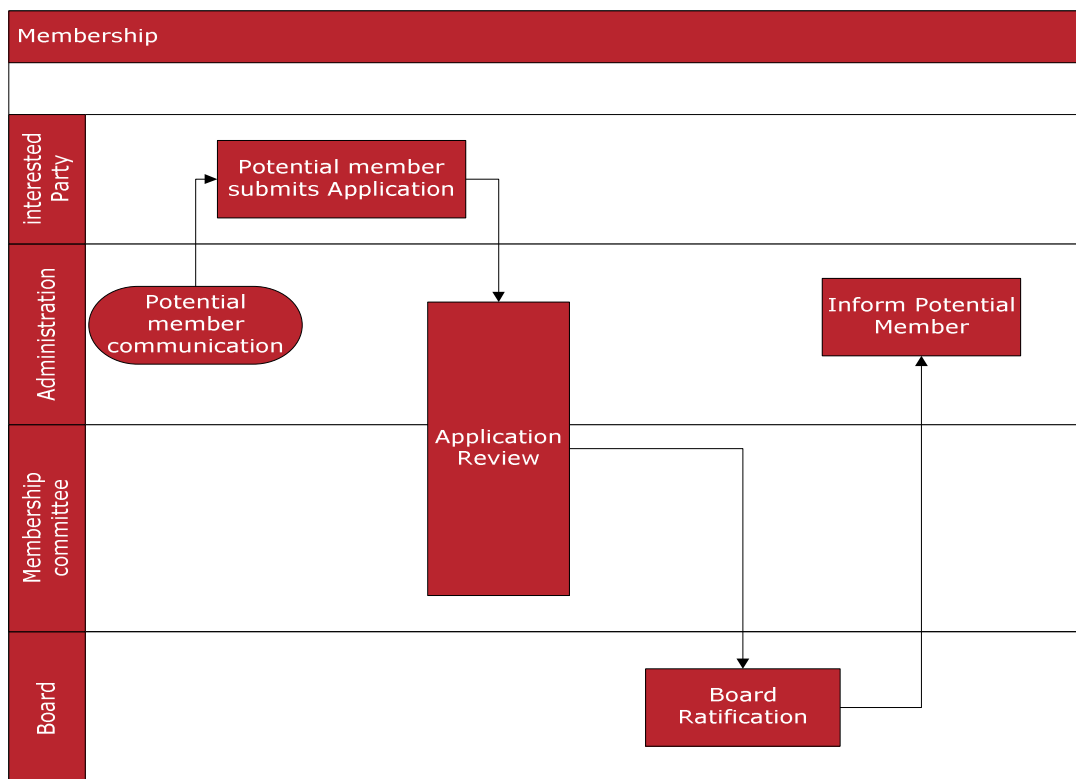 Membership
interested
Party
Potential member
submits Application
Administration
Potential
member
communication
Inform Potential
Member
Membership
committee
Application
Review
Board
Board
Ratification